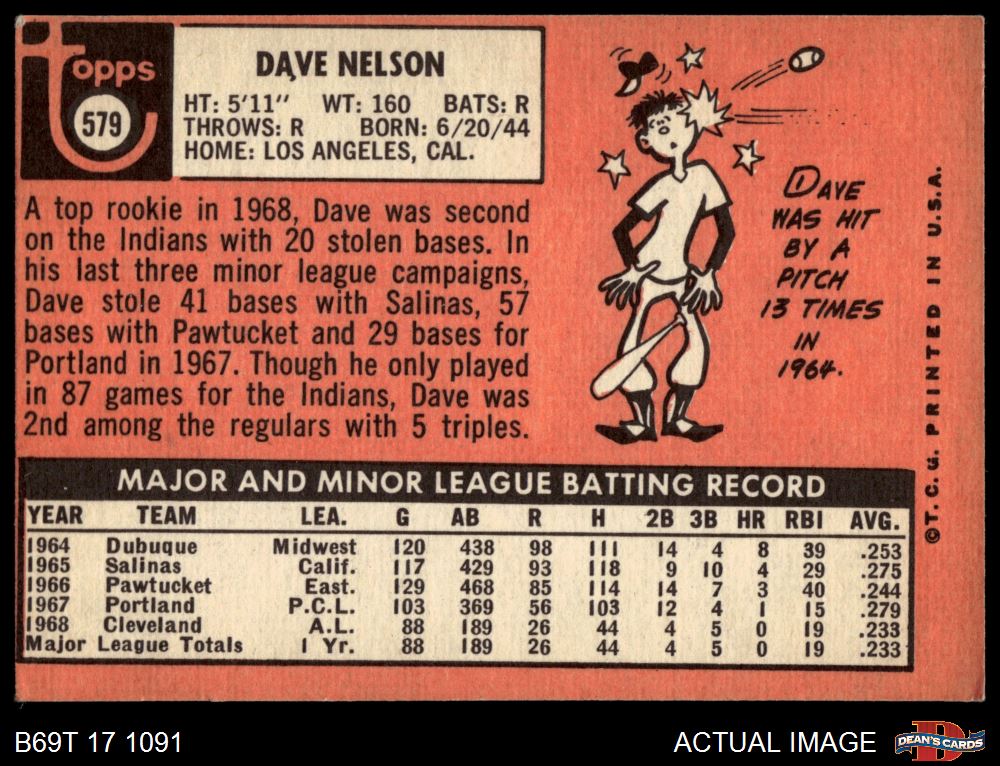 Topps
579
DAVE NELSON
HT: 5'11" WT: 160 BATS: R
THROWS: R BORN: 6/20/44
HOME: LOS ANGELES, CAL.
A top rookie in 1968, Dave was second
on the Indians with 20 stolen bases. In
his last three minor league campaigns,
Dave stole 41 bases with Salinas, 57
bases with Pawtucket and 29 bases for
Portland in 1967. Though he only played
in 87 games for the Indians, Dave was
2nd among the regulars with 5 triples.
DAVE
WAS HIT
BY A
PITCH
13 TIMES
IN
1964.
©T. C. G. PRINTED IN U.S.A.
MAJOR AND MINOR LEAGUE BATTING RECORD
YEAR TEAM LEA. G AB R H 2B 3B HR RBI AVG.
1964 Dubuque Midwest 120 438 98 111 14 4 8 39 .253
1965 Salinas Calif. 117 429 93 118 9 10 4 29 .275
1966 Pawtucket East. 129 468 85 114 14 7 3 40 .244
1967 Portland P.C.L. 103 369 56 103 12 4 1 15 .279
1968 Cleveland A.L. 88 189 26 44 4 5 0 19 .233
Major League Totals 1 Yr. 88 189 26 44 4 5 0 19 .233
B69T 17 1091
ACTUAL IMAGE
DEAN'S CARDS